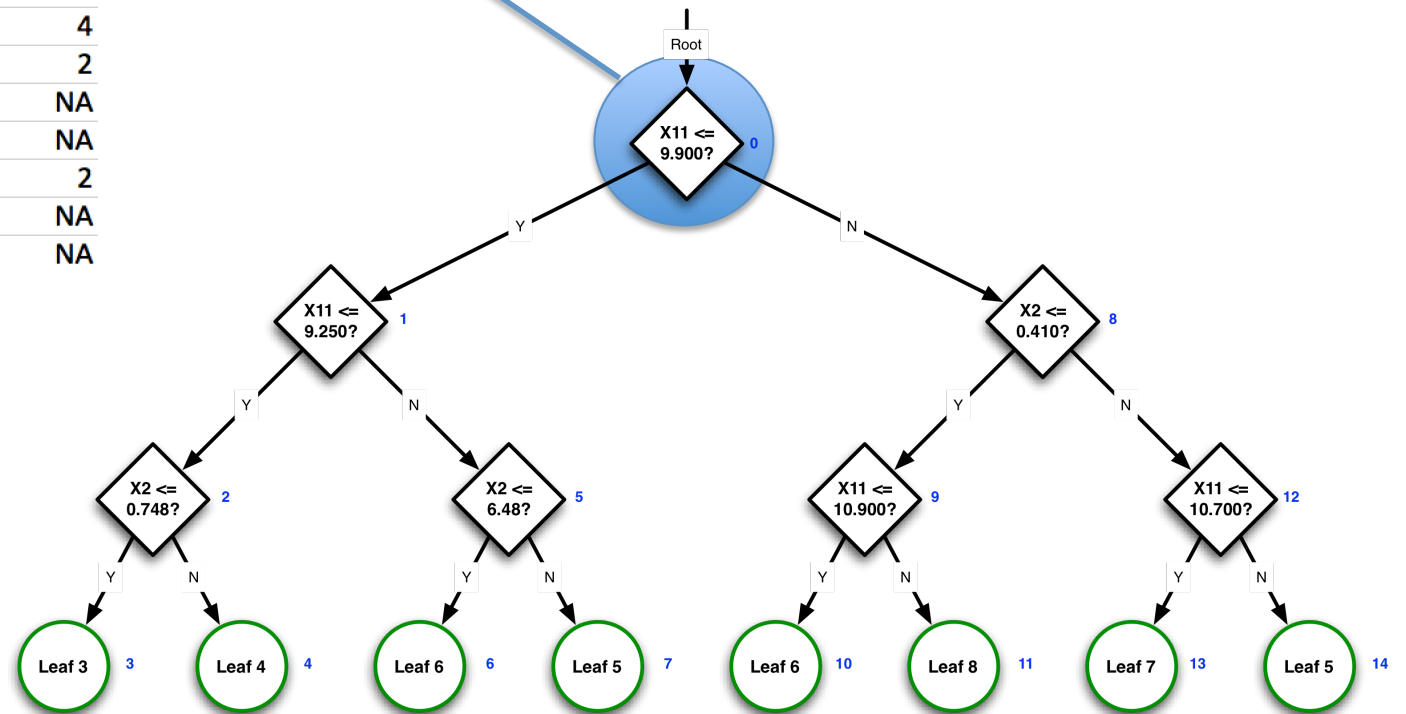 4
2
NA
NA
2
NA
NA
Root
X11 <=
9.900?
0
Y
N
X11 <=
9.250?
1
X2 <=
0.410?
8
Y
N
Y
N
X2 <=
0.748?
2
X2 <=
6.48?
5
X11 <=
10.900?
9
X11 <=
10.700?
12
Y
N
Y
N
Y
N
Y
N
Leaf 3
3
Leaf 4
4
Leaf 6
6
Leaf 5
7
Leaf 6
10
Leaf 8
11
Leaf 7
13
Leaf 5
14